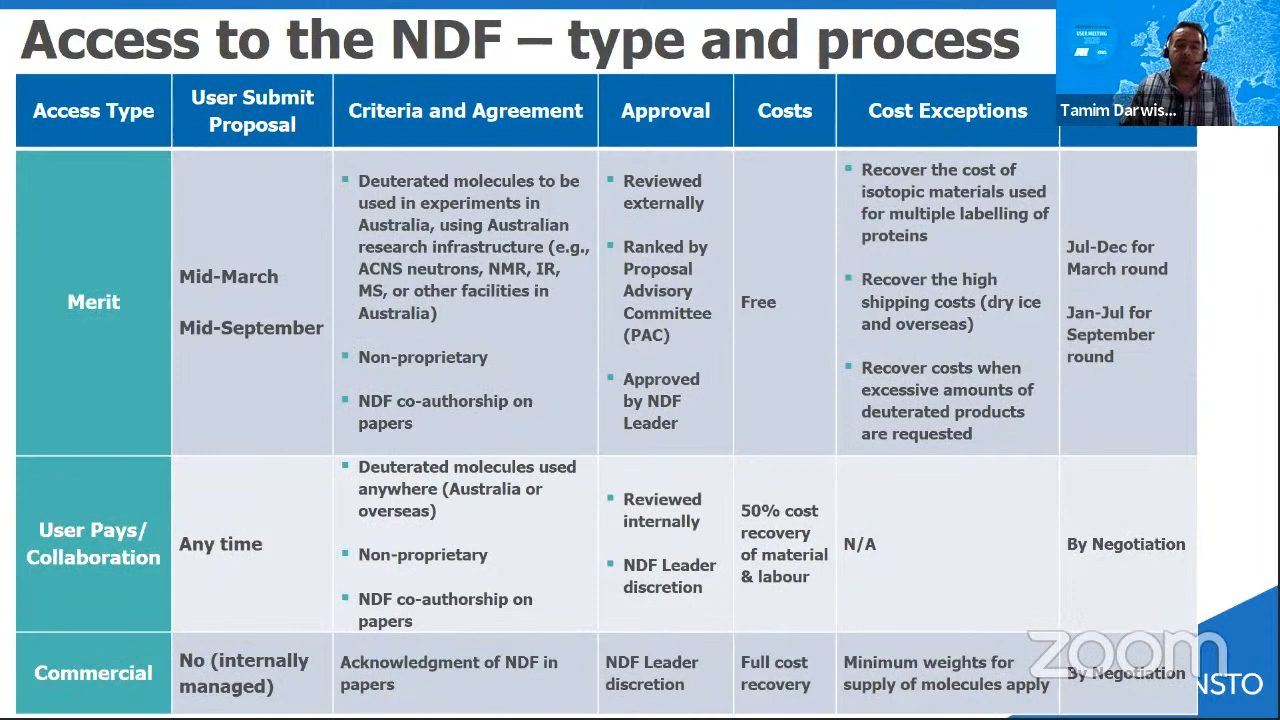 Access to the NDF – type and process
USER MEETING
Tamim Darwis...
Access Type
User Submit
Proposal
Criteria and Agreement
Approval
Costs
Cost Exceptions
Merit
Mid-March
Mid-September
▪ Deuterated molecules to be
used in experiments in
Australia, using Australian
research infrastructure (e.g.,
ACNS neutrons, NMR, IR,
MS, or other facilities in
Australia)
▪ Non-proprietary
▪ NDF co-authorship on
papers
▪ Reviewed
externally
▪ Ranked by
Proposal
Advisory
Committee
(PAC)
▪ Approved
by NDF
Leader
Free
▪ Recover the cost of
isotopic materials used
for multiple labelling of
proteins
▪ Recover the high
shipping costs (dry ice
and overseas)
▪ Recover costs when
excessive amounts of
deuterated products
are requested
Jul-Dec for
March round
Jan-Jul for
September
round
User Pays/
Collaboration
Any time
▪ Deuterated molecules used
anywhere (Australia or
overseas)
▪ Non-proprietary
▪ NDF co-authorship on
papers
▪ Reviewed
internally
▪ NDF Leader
discretion
50% cost
recovery
of material
& labour
N/A
By Negotiation
Commercial
No (internally
managed)
Acknowledgment of NDF in
papers
NDF Leader
discretion
Full cost
recovery
Minimum weights for
supply of molecules apply
By Negotiation
zoom
NSTO